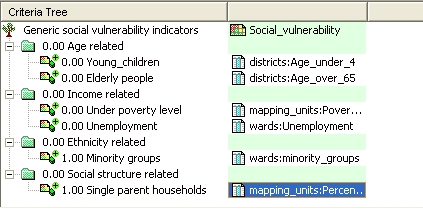 Criteria Tree
Generic social vulnerability indicators Social_vulnerability
0.00 Age related
0.00 Young_children districts:Age_under_4
0.00 Elderly people districts:Age_over_65
0.00 Income related
0.00 Under poverty level mapping_units:Pover...
0.00 Unemployment wards:Unemployment
0.00 Ethnicity related
1.00 Minority groups wards:minority_groups
0.00 Social structure related
1.00 Single parent households mapping_units:Percen...